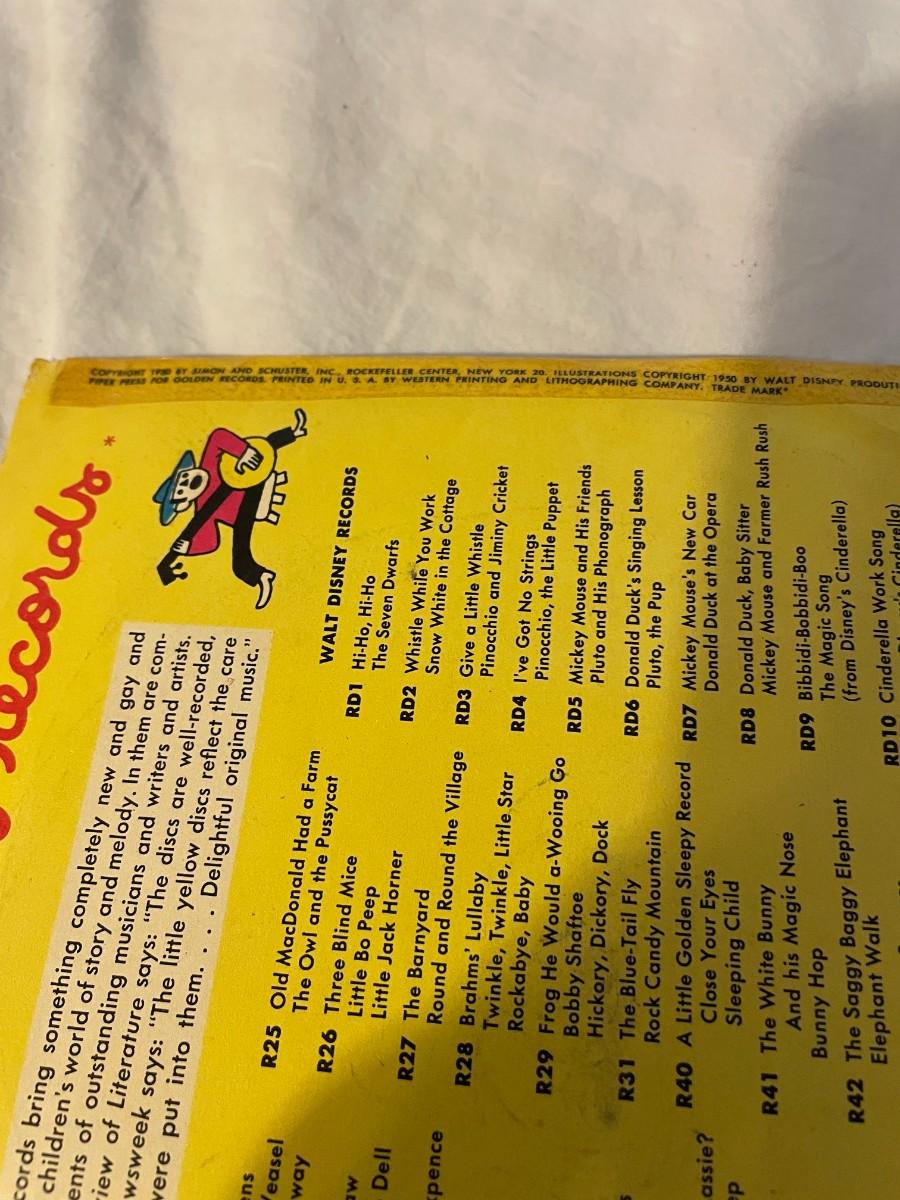 COPYRIGHT 1950 BY SIMON AND SCHUSTER, INC., ROCKEFELLER CENTER, NEW YORK 20. ILLUSTRATIONS COPYRIGHT 1950 BY WALT DISNEY
PIPER PRESS FOR GOLDEN RECORDS. PRINTED IN U. S. A. BY WESTERN PRINTING AND LITHOGRAPHING COMPANY. TRADE MARK*
Records*
cords bring something completely new and gay and
children's world of story and melody. In them are com-
ents of outstanding musicians and writers and artists.
view of Literature says: "The discs are well-recorded,
wsweek says: "The little yellow discs reflect the care
were put into them. . . . Delightful original music."
ens
Weasel
way
aw
Dell
pence
s
assie?
ep
R25 Old MacDonald Had a Farm
The Owl and the Pussycat
R26 Three Blind Mice
Little Bo Peep
Little Jack Horner
R27 The Barnyard
Round and Round the Village
R28 Brahms' Lullaby
Twinkle, Twinkle, Little Star
Rockabye, Baby
R29 Frog He Would a-Wooing Go
Bobby Shaftoe
Hickory, Dickory, Dock
R31 The Blue-Tail Fly
Rock Candy Mountain
R40 A Little Golden Sleepy Record
Close Your Eyes
Sleeping Child
R41 The White Bunny
And his Magic Nose
Bunny Hop
R42 The Saggy Baggy Elephant
Elephant Walk
WALT DISNEY RECORDS
RD1 Hi-Ho, Hi-Ho
The Seven Dwarfs
RD2 Whistle While You Work
Snow White in the Cottage
RD3 Give a Little Whistle
Pinocchio and Jiminy Cricket
RD4 I've Got No Strings
Pinocchio, the Little Puppet
RD5 Mickey Mouse and His Friends
Pluto and His Phonograph
RD6 Donald Duck's Singing Lesson
Pluto, the Pup
RD7 Mickey Mouse's New Car
Donald Duck at the Opera
RD8 Donald Duck, Baby Sitter
Mickey Mouse and Farmer Rush Rush
RD9 Bibbidi-Bobbidi-Boo
The Magic Song
(from Disney's Cinderella)
RD10 Cinderella Work Song
Cinderella)